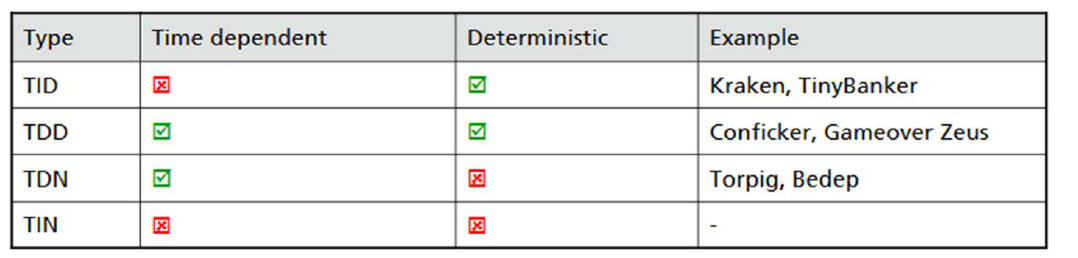 Type Time dependent Deterministic Example
TID Kraken, TinyBanker
TDD Conficker, Gameover Zeus
TDN Torpig, Bedep
TIN -